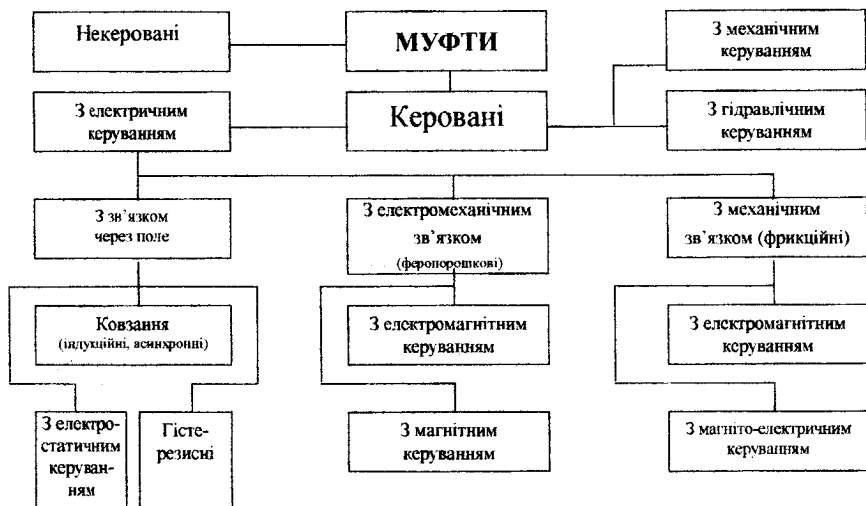 Некеровані
МУФТИ
З механічним
керуванням
З електричним
керуванням
Керовані
З гідравлічним
керуванням
З зв’язком
через поле
З електромеханічним
зв’язком
(феропорошкові)
З механічним
зв’язком (фрикційні)
Ковзання
(індукційні, асинхронні)
З електромагнітним
керуванням
З електромагнітним
керуванням
З електро-
статичним
керуван-
ням
Гісте-
резисні
З магнітним
керуванням
З магніто-електричним
керуванням